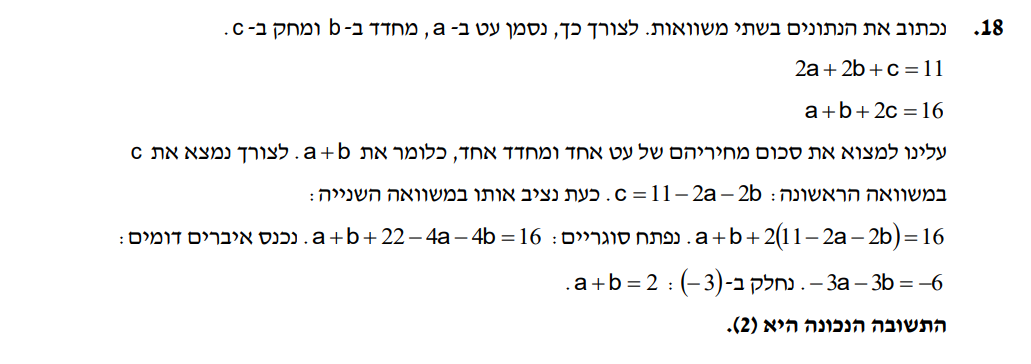 18. נכתוב את הנתונים בשתי משוואות. לצורך כך, נסמן עט ב- a, מחדד ב- b ומחק ב- c.
2a + 2b + c = 11
a + b + 2c = 16
עלינו למצוא את סכום מחיריהם של עט אחד ומחדד אחד, כלומר את a + b. לצורך נמצא את c
במשוואה הראשונה: c = 11 − 2a − 2b. כעת נציב אותו במשוואה השנייה:
a + b + 2(11 − 2a − 2b) = 16. נפתח סוגריים: a + b + 22 − 4a − 4b = 16. נכנס איברים דומים:
−3a − 3b = −6. נחלק ב- (−3): a + b = 2.
התשובה הנכונה היא (2).